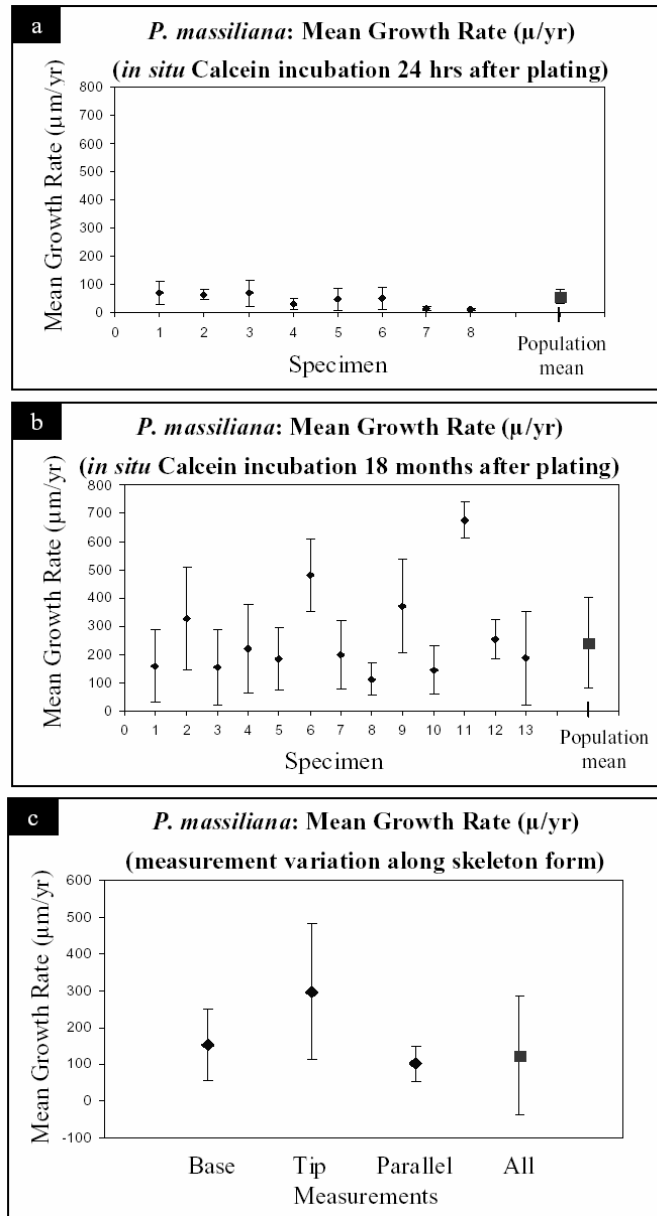 a
P. massiliana: Mean Growth Rate (µ/yr)
(in situ Calcein incubation 24 hrs after plating)
Mean Growth Rate (µm/yr)
800
700
600
500
400
300
200
100
0
0 1 2 3 4 5 6 7 8
Specimen
Population
mean
b
P. massiliana: Mean Growth Rate (µ/yr)
(in situ Calcein incubation 18 months after plating)
Mean Growth Rate (µm/yr)
800
700
600
500
400
300
200
100
0
0 1 2 3 4 5 6 7 8 9 10 11 12 13
Specimen
Population
mean
c
P. massiliana: Mean Growth Rate (µ/yr)
(measurement variation along skeleton form)
Mean Growth Rate (µm/yr)
600
500
400
300
200
100
0
-100
Base Tip Parallel All
Measurements